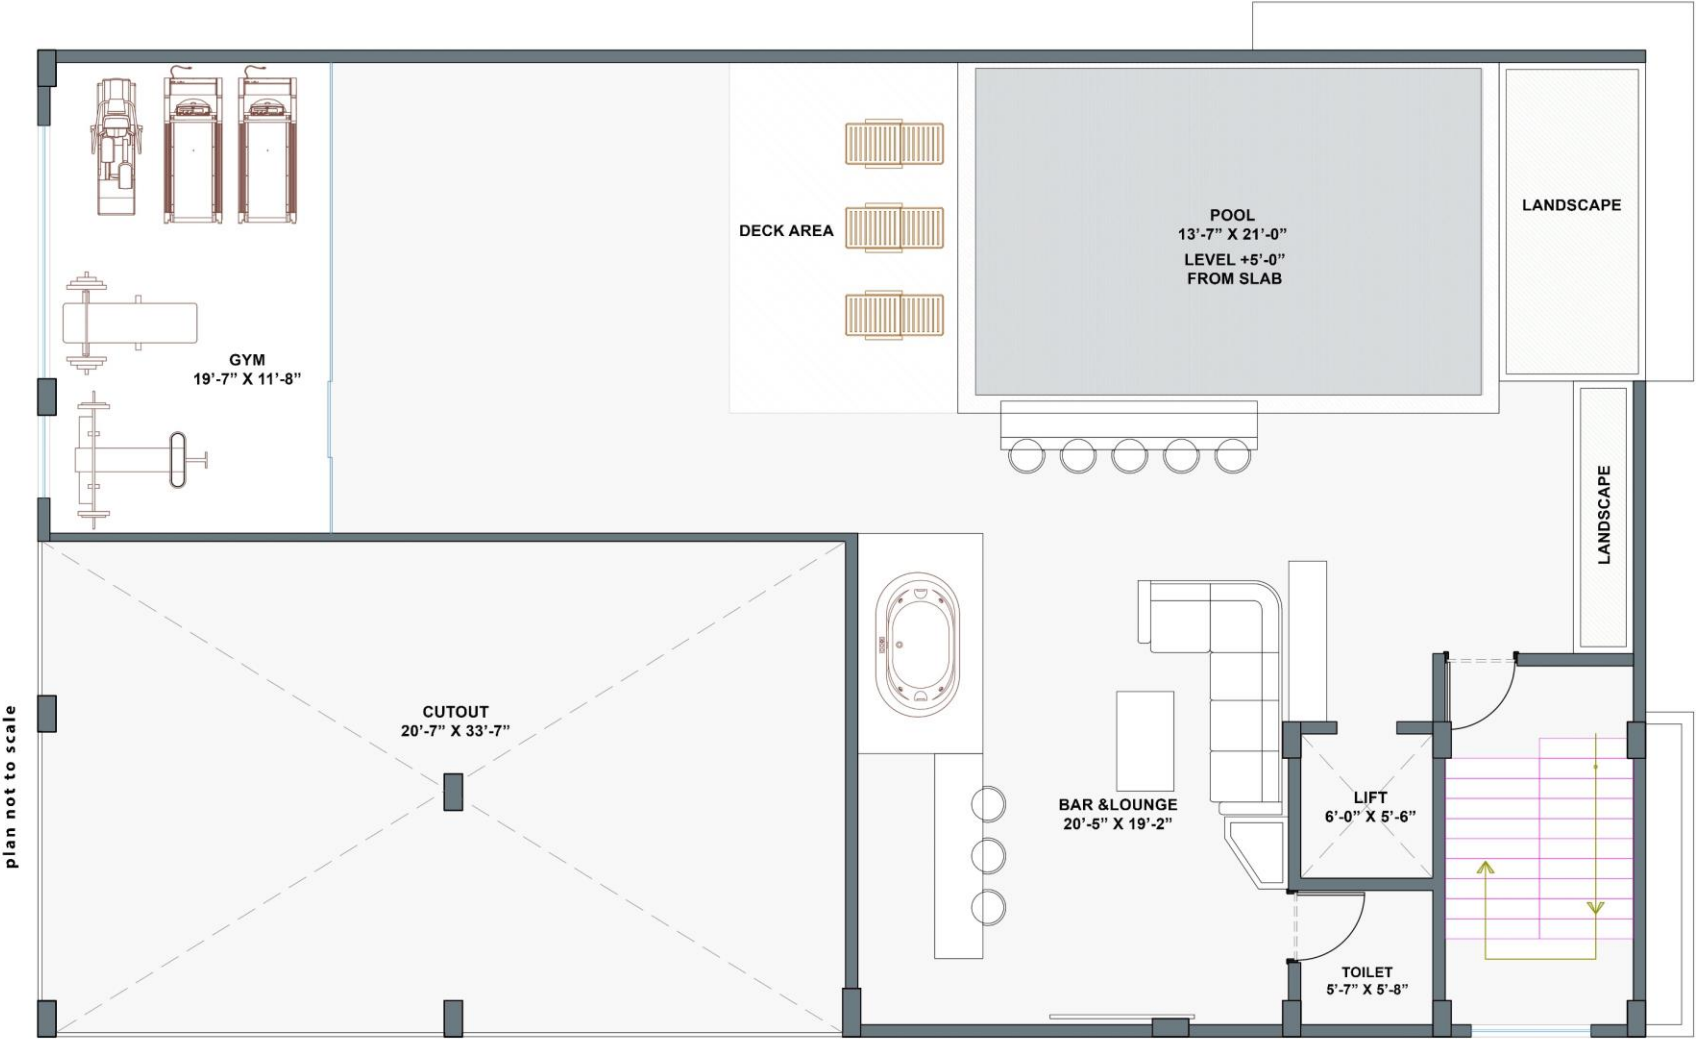 LANDSCAPE
POOL
13’-7” X 21’-0”
LEVEL +5’-0”
FROM SLAB
DECK AREA
GYM
19’-7” X 11’-8”
LANDSCAPE
CUTOUT
20’-7” X 33’-7”
BAR &LOUNGE
20’-5” X 19’-2”
LIFT
6’-0” X 5’-6”
TOILET
5’-7” X 5’-8”
plan not to scale